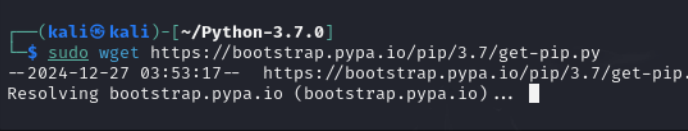 ┌──(kali㉿kali)-[~/Python-3.7.0]
└─$ sudo wget https://bootstrap.pypa.io/pip/3.7/get-pip.py
--2024-12-27 03:53:17--  https://bootstrap.pypa.io/pip/3.7/get-pip.
Resolving bootstrap.pypa.io (bootstrap.pypa.io)...